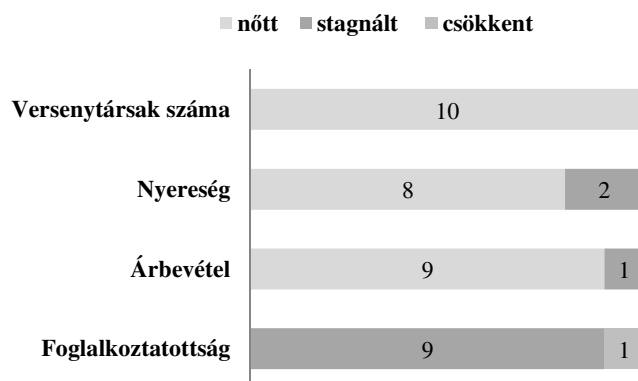 nőtt stagnált csökkent
Versenytársak száma 10
Nyereség 8 2
Árbevétel 9 1
Foglalkoztatottság 9 1